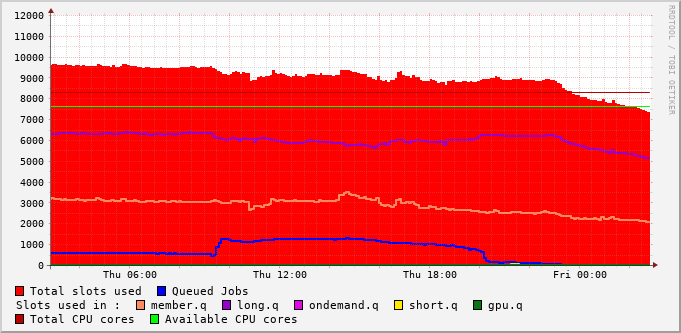 RRDTOOL / TOBI OETIKER
12000
11000
10000
9000
8000
7000
6000
5000
4000
3000
2000
1000
0
Thu 06:00 Thu 12:00 Thu 18:00 Fri 00:00
Total slots used Queued Jobs
Slots used in : member.q long.q ondemand.q short.q gpu.q
Total CPU cores Available CPU cores